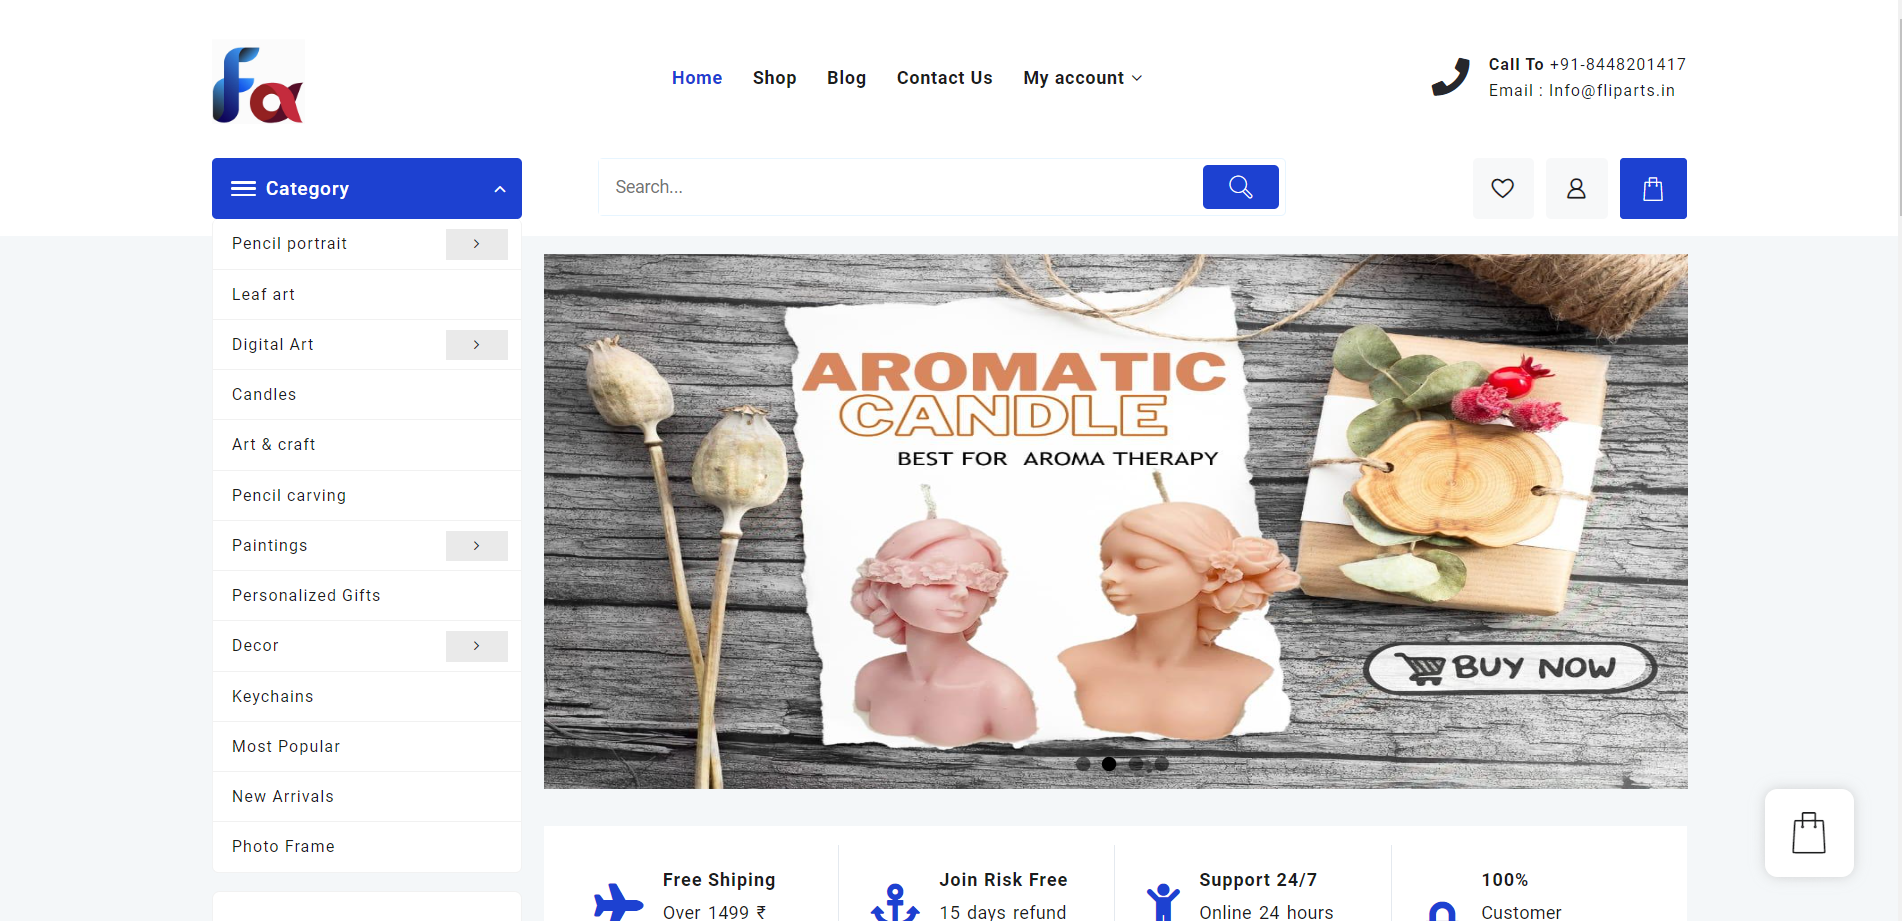 fa
Home Shop Blog Contact Us My account
Call To +91-8448201417
Email : Info@fliparts.in
Category
Search...
Pencil portrait
Leaf art
Digital Art
Candles
Art & craft
Pencil carving
Paintings
Personalized Gifts
Decor
Keychains
Most Popular
New Arrivals
Photo Frame
AROMATIC
CANDLE
BEST FOR AROMA THERAPY
BUY NOW
Free Shiping
Over 1499 ₹
Join Risk Free
15 days refund
Support 24/7
Online 24 hours
100%
Customer